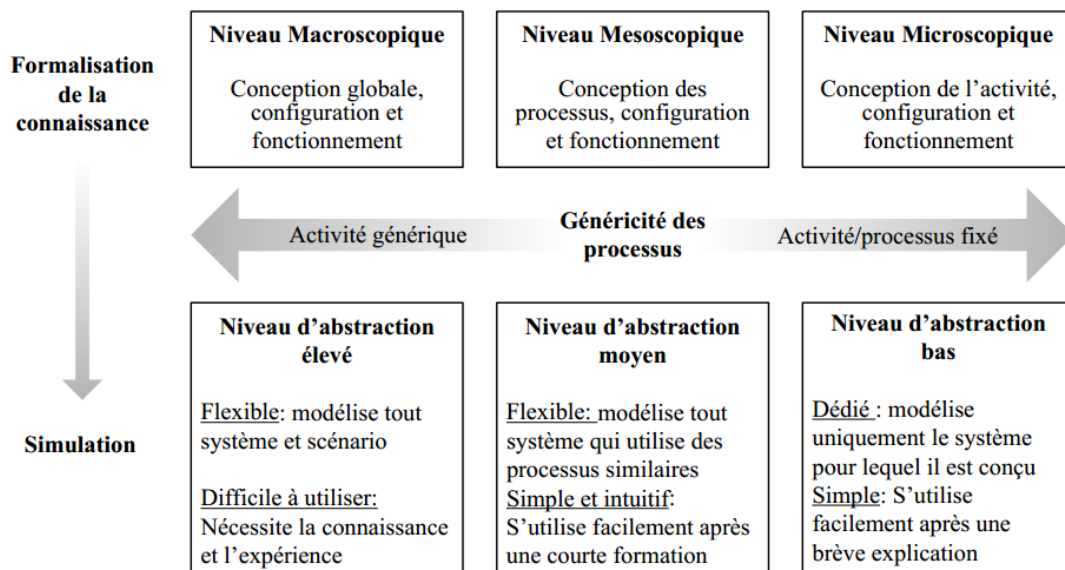 Formalisation
de la
connaissance
Niveau Macroscopique
Conception globale,
configuration et
fonctionnement
Niveau Mesoscopique
Conception des
processus, configuration
et fonctionnement
Niveau Microscopique
Conception de l’activité,
configuration et
fonctionnement
Activité générique
Généricité des
processus
Activité/processus fixé
Simulation
Niveau d’abstraction
élevé
Flexible: modélise tout
système et scénario
Difficile à utiliser:
Nécessite la connaissance
et l’expérience
Niveau d’abstraction
moyen
Flexible: modélise tout
système qui utilise des
processus similaires
Simple et intuitif:
S’utilise facilement après
une courte formation
Niveau d’abstraction
bas
Dédié : modélise
uniquement le système
pour lequel il est conçu
Simple: S’utilise
facilement après une
brève explication